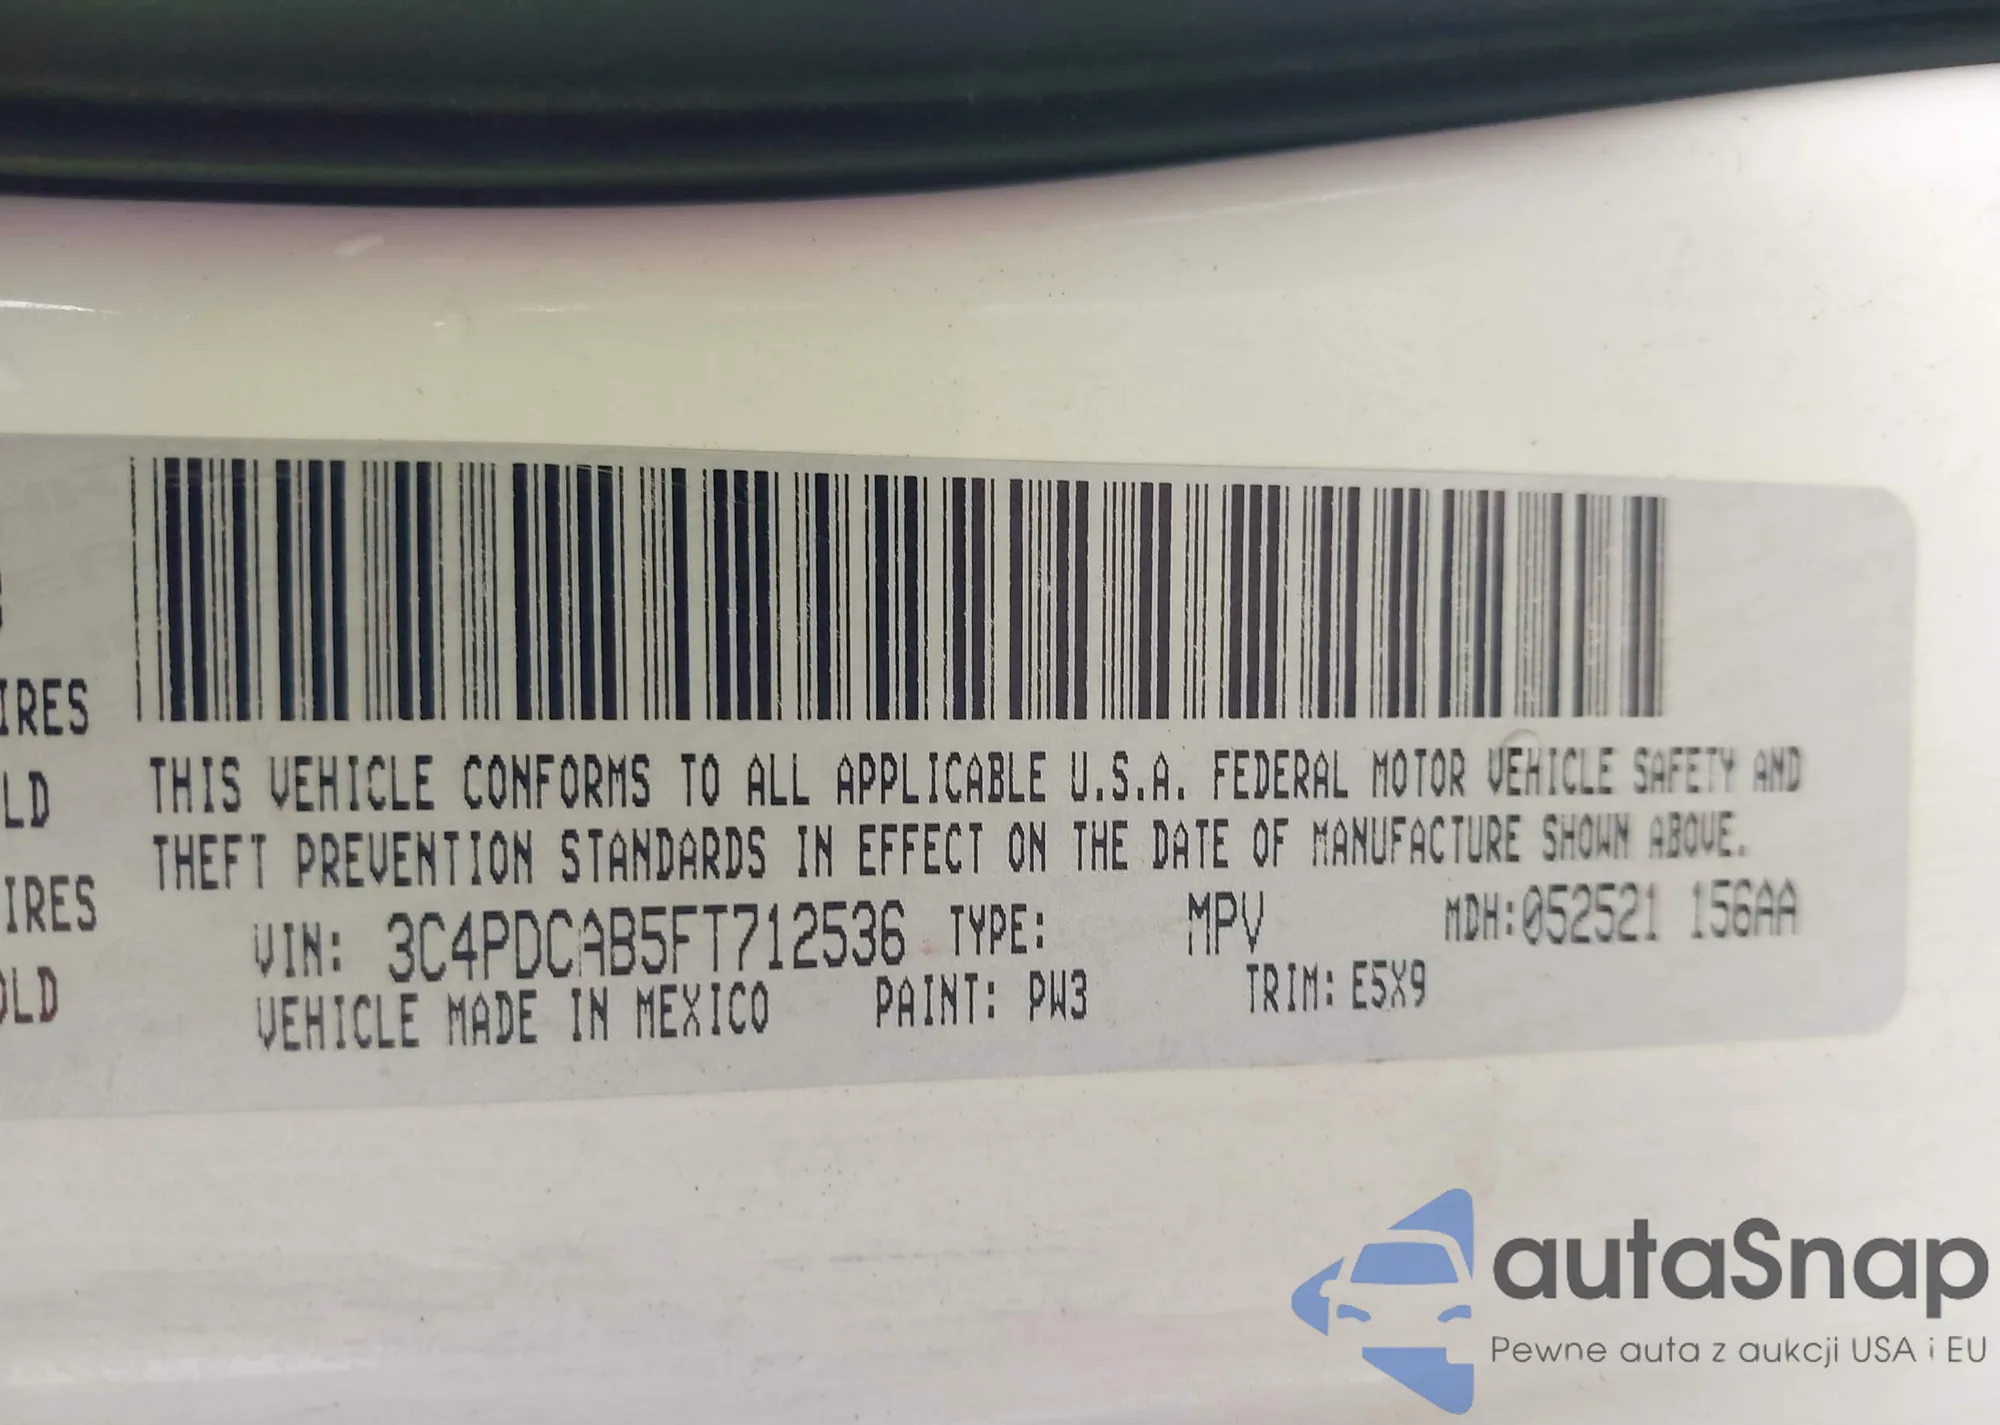 IRES
LD
IRES
OLD
THIS VEHICLE CONFORMS TO ALL APPLICABLE U.S.A. FEDERAL MOTOR VEHICLE SAFETY AND
THEFT PREVENTION STANDARDS IN EFFECT ON THE DATE OF MANUFACTURE SHOWN ABOVE.
VIN: 3C4PDCAB5FT712536 TYPE: MPV MDH:052521 156AA
VEHICLE MADE IN MEXICO PAINT: PW3 TRIM: E5X9
autaSnap
Pewne auta z aukcji USA i EU